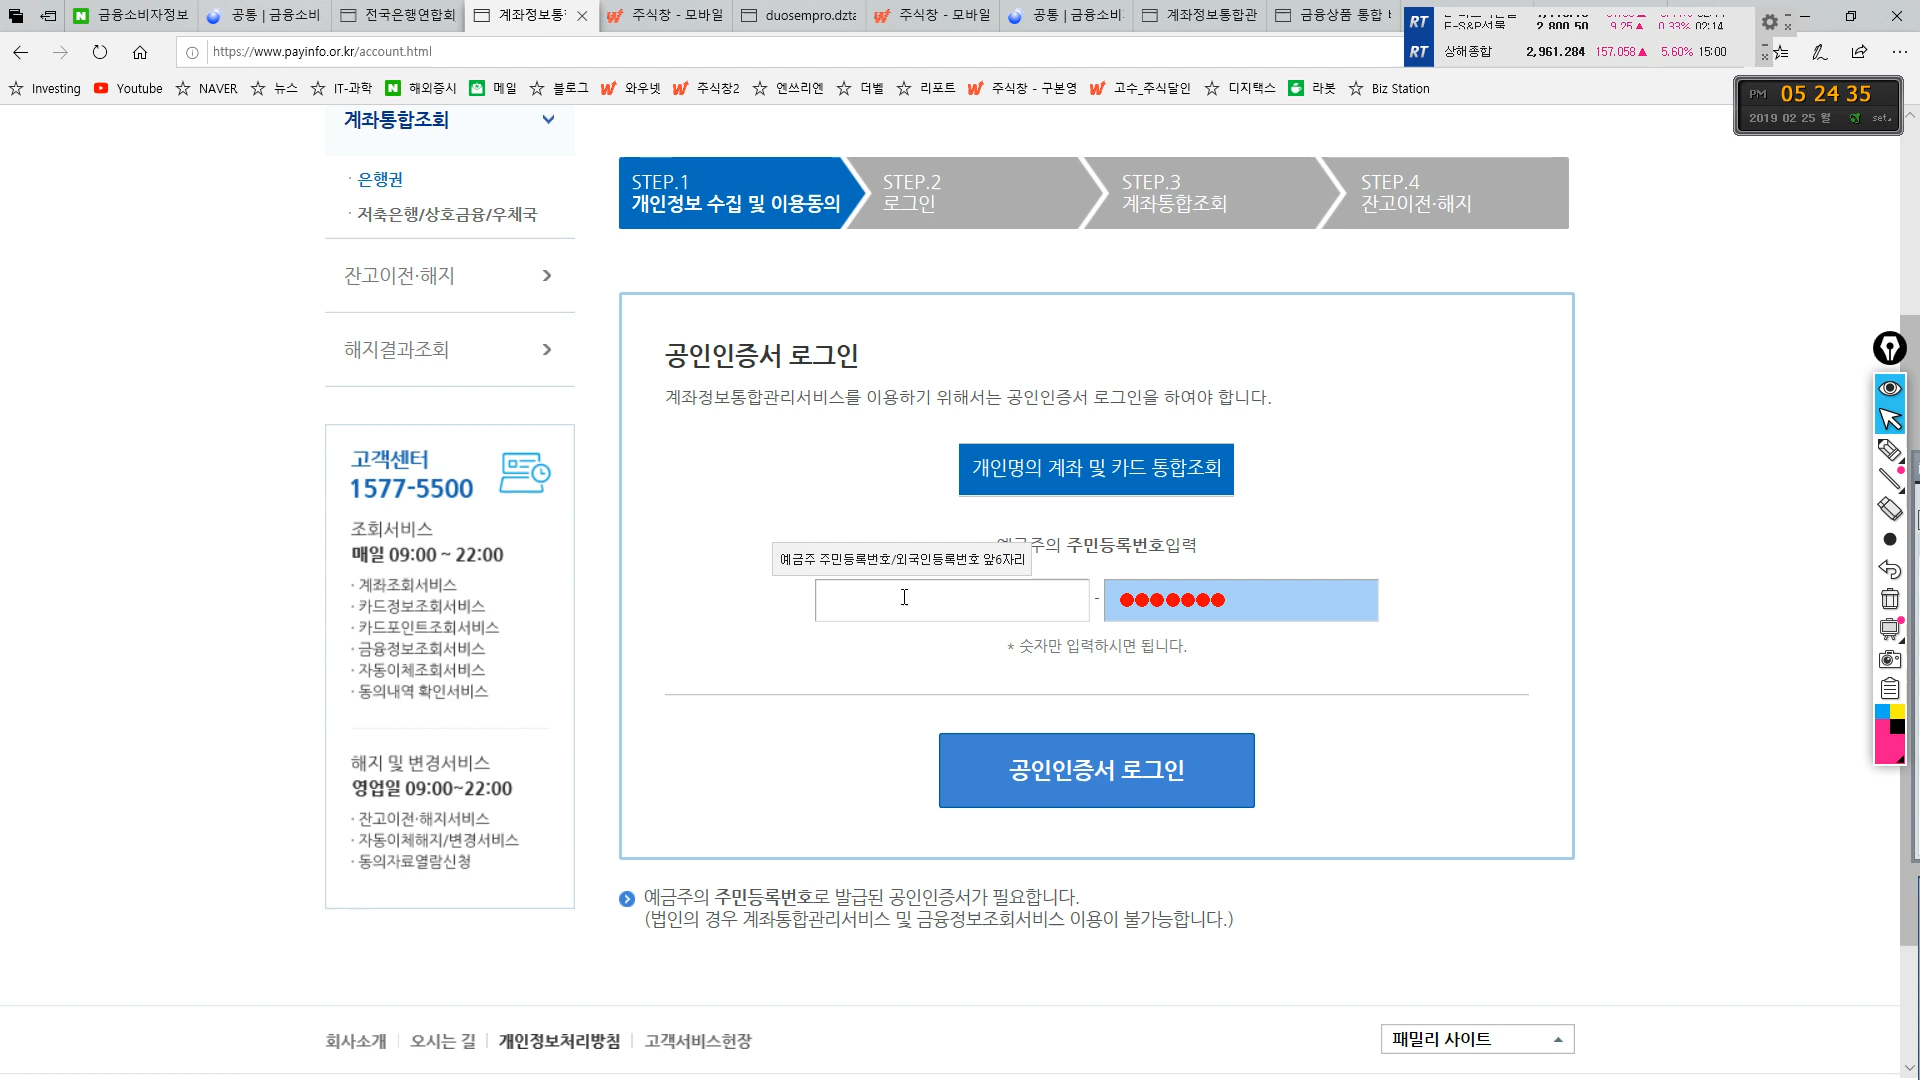 금융소비자정보
공통 | 금융소비
전국은행연합회
계좌정보통
주식창 - 모바일
duosempro.dzta
주식창 - 모바일
공통 | 금융소비
계좌정보통합관
금융상품 통합
RT
E-S&P선물 2,800.50 9.25▲ 0.33% 02:14
RT 상해종합 2,961.284 157.058▲ 5.60% 15:00
https://www.payinfo.or.kr/account.html
Investing
Youtube
NAVER
뉴스
IT-과학
N 해외증시
메일
블로그
와우넷
주식창2
엔쓰리엔
더벨
리포트
주식창 - 구본영
고수_주식달인
디지택스
라봇
Biz Station
PM 05 24 35
2019 02 25 월 set
계좌통합조회
· 은행권
· 저축은행/상호금융/우체국
잔고이전·해지
해지결과조회
고객센터
1577-5500
조회서비스
매일 09:00 ~ 22:00
· 계좌조회서비스
· 카드정보조회서비스
· 카드포인트조회서비스
· 금융정보조회서비스
· 자동이체조회서비스
· 동의내역 확인서비스
해지 및 변경서비스
영업일 09:00~22:00
· 잔고이전·해지서비스
· 자동이체해지/변경서비스
· 동의자료열람신청
STEP.1
개인정보 수집 및 이용동의
STEP.2
로그인
STEP.3
계좌통합조회
STEP.4
잔고이전·해지
공인인증서 로그인
계좌정보통합관리서비스를 이용하기 위해서는 공인인증서 로그인을 하여야 합니다.
개인명의 계좌 및 카드 통합조회
예금주의 주민등록번호입력
예금주 주민등록번호/외국인등록번호 앞6자리
-
* 숫자만 입력하시면 됩니다.
공인인증서 로그인
예금주의 주민등록번호로 발급된 공인인증서가 필요합니다.
(법인의 경우 계좌통합관리서비스 및 금융정보조회서비스 이용이 불가능합니다.)
회사소개
오시는 길
개인정보처리방침
고객서비스헌장
패밀리 사이트